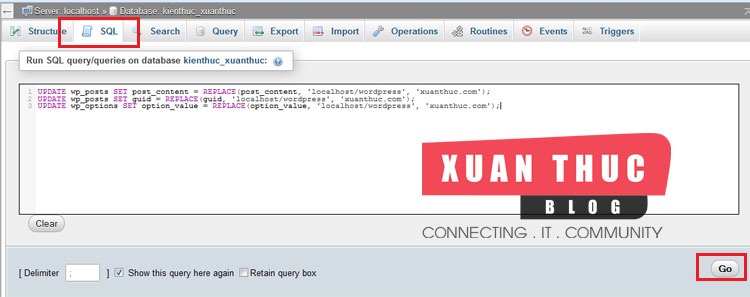 Server: localhost » Database: kienthuc_xuanthuc
Structure SQL Search Query Export Import Operations Routines Events Triggers
Run SQL query/queries on database kienthuc_xuanthuc:
1 UPDATE wp_posts SET post_content = REPLACE(post_content, 'localhost/wordpress', 'xuanthuc.com');
2 UPDATE wp_posts SET guid = REPLACE(guid, 'localhost/wordpress', 'xuanthuc.com');
3 UPDATE wp_options SET option_value = REPLACE(option_value, 'localhost/wordpress', 'xuanthuc.com');
XUAN THUC
BLOG
CONNECTING . IT . COMMUNITY
Clear
[ Delimiter ; ] Show this query here again Retain query box
Go